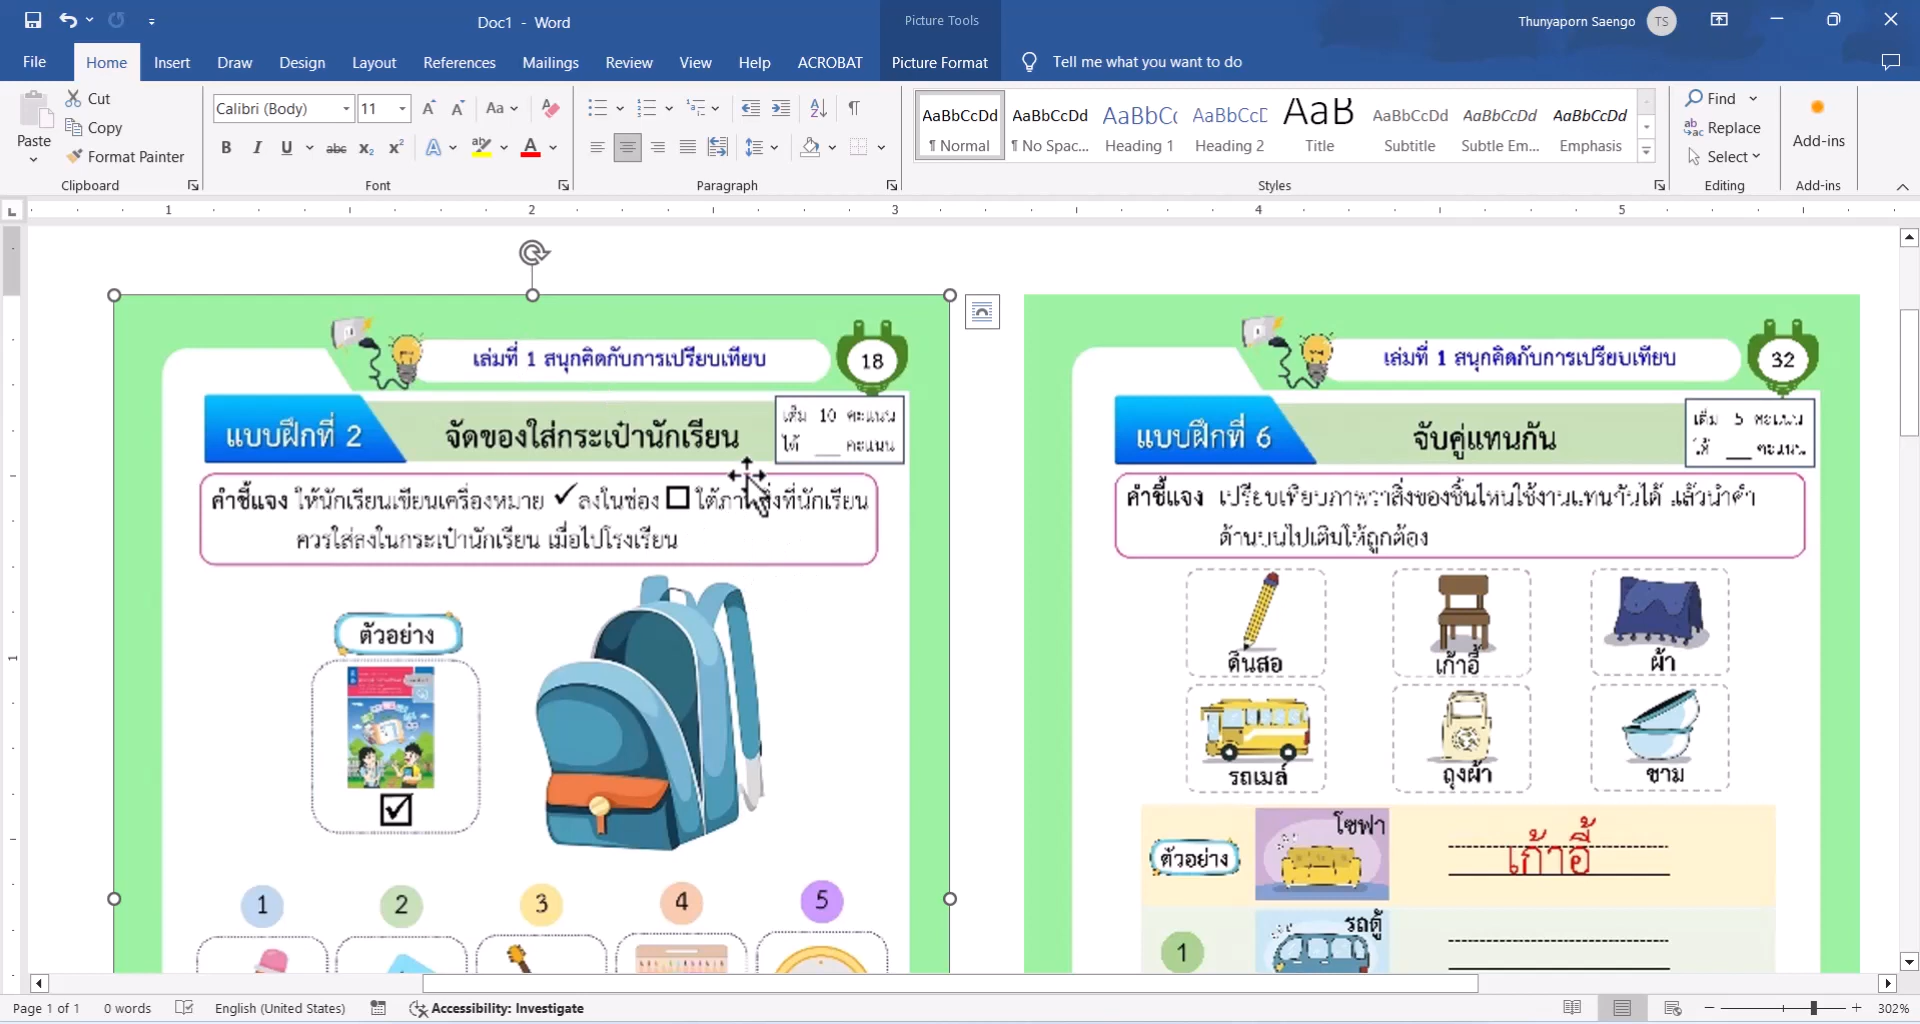 Doc1 - Word
Picture Tools
Thunyaporn Saengo
TS
File
Home
Insert
Draw
Design
Layout
References
Mailings
Review
View
Help
ACROBAT
Picture Format
Tell me what you want to do
Paste
Cut
Copy
Format Painter
Clipboard
Calibri (Body)
11
Font
Paragraph
AaBbCcDd
¶ Normal
AaBbCcDd
¶ No Spac...
AaBbCc
Heading 1
AaBbCcD
Heading 2
AaB
Title
AaBbCcDd
Subtitle
AaBbCcDd
Subtle Em...
AaBbCcDd
Emphasis
Styles
Find
Replace
Select
Editing
Add-ins
Add-ins
1 2 3 4 5
เล่มที่ 1 สนุกคิดกับการเปรียบเทียบ
18
แบบฝึกที่ 2
จัดของใส่กระเป๋านักเรียน
เต็ม 10 คะแนน
ได้ ___ คะแนน
คำชี้แจง ให้นักเรียนเขียนเครื่องหมาย ✓ ลงในช่อง ☐ ใต้ภาพสิ่งที่นักเรียน
ควรใส่ลงในกระเป๋านักเรียน เมื่อไปโรงเรียน
ตัวอย่าง
1
2
3
4
5
เล่มที่ 1 สนุกคิดกับการเปรียบเทียบ
32
แบบฝึกที่ 6
จับคู่แทนกัน
เต็ม 5 คะแนน
ได้ ___ คะแนน
คำชี้แจง เปรียบเทียบภาพว่าสิ่งของชิ้นไหนใช้งานแทนกันได้ แล้วนำคำ
ด้านบนไปเติมให้ถูกต้อง
ดินสอ
เก้าอี้
ผ้า
รถเมล์
ถุงผ้า
ชาม
ตัวอย่าง
โซฟา
เก้าอี้
1
รถตู้
Page 1 of 1
0 words
English (United States)
Accessibility: Investigate
302%